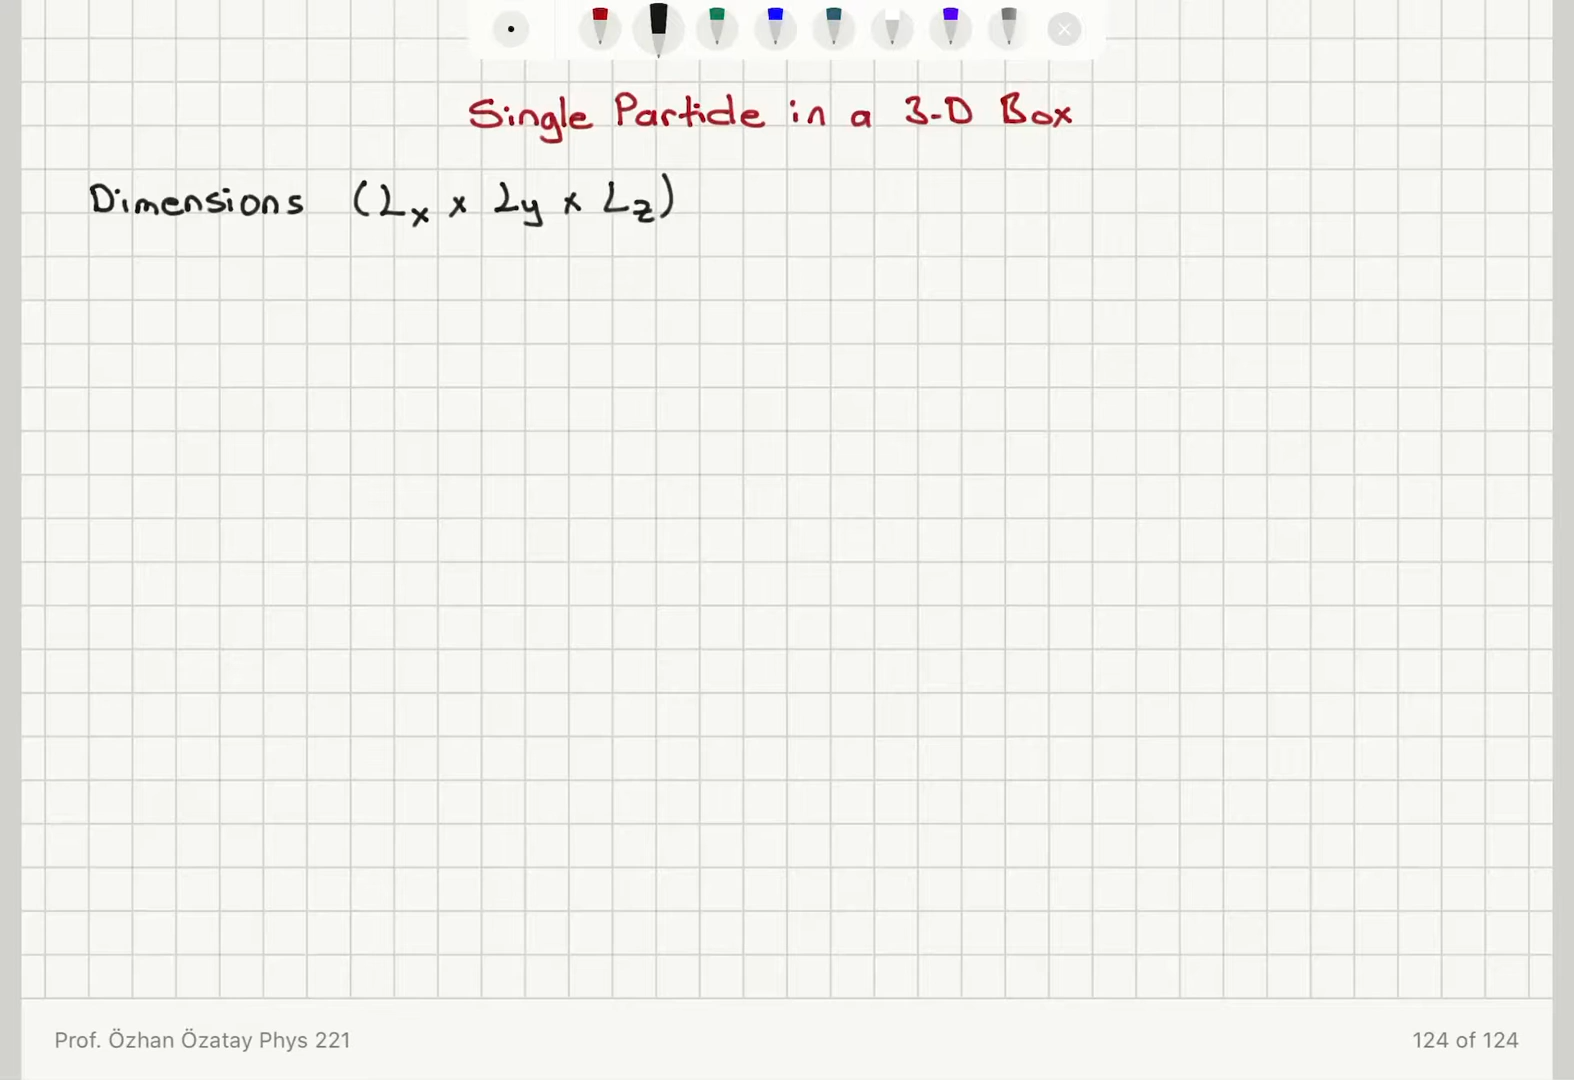 Single Particle in a 3-D Box
Dimensions (Lx x Ly x Lz)
Prof. Özhan Özatay Phys 221
124 of 124